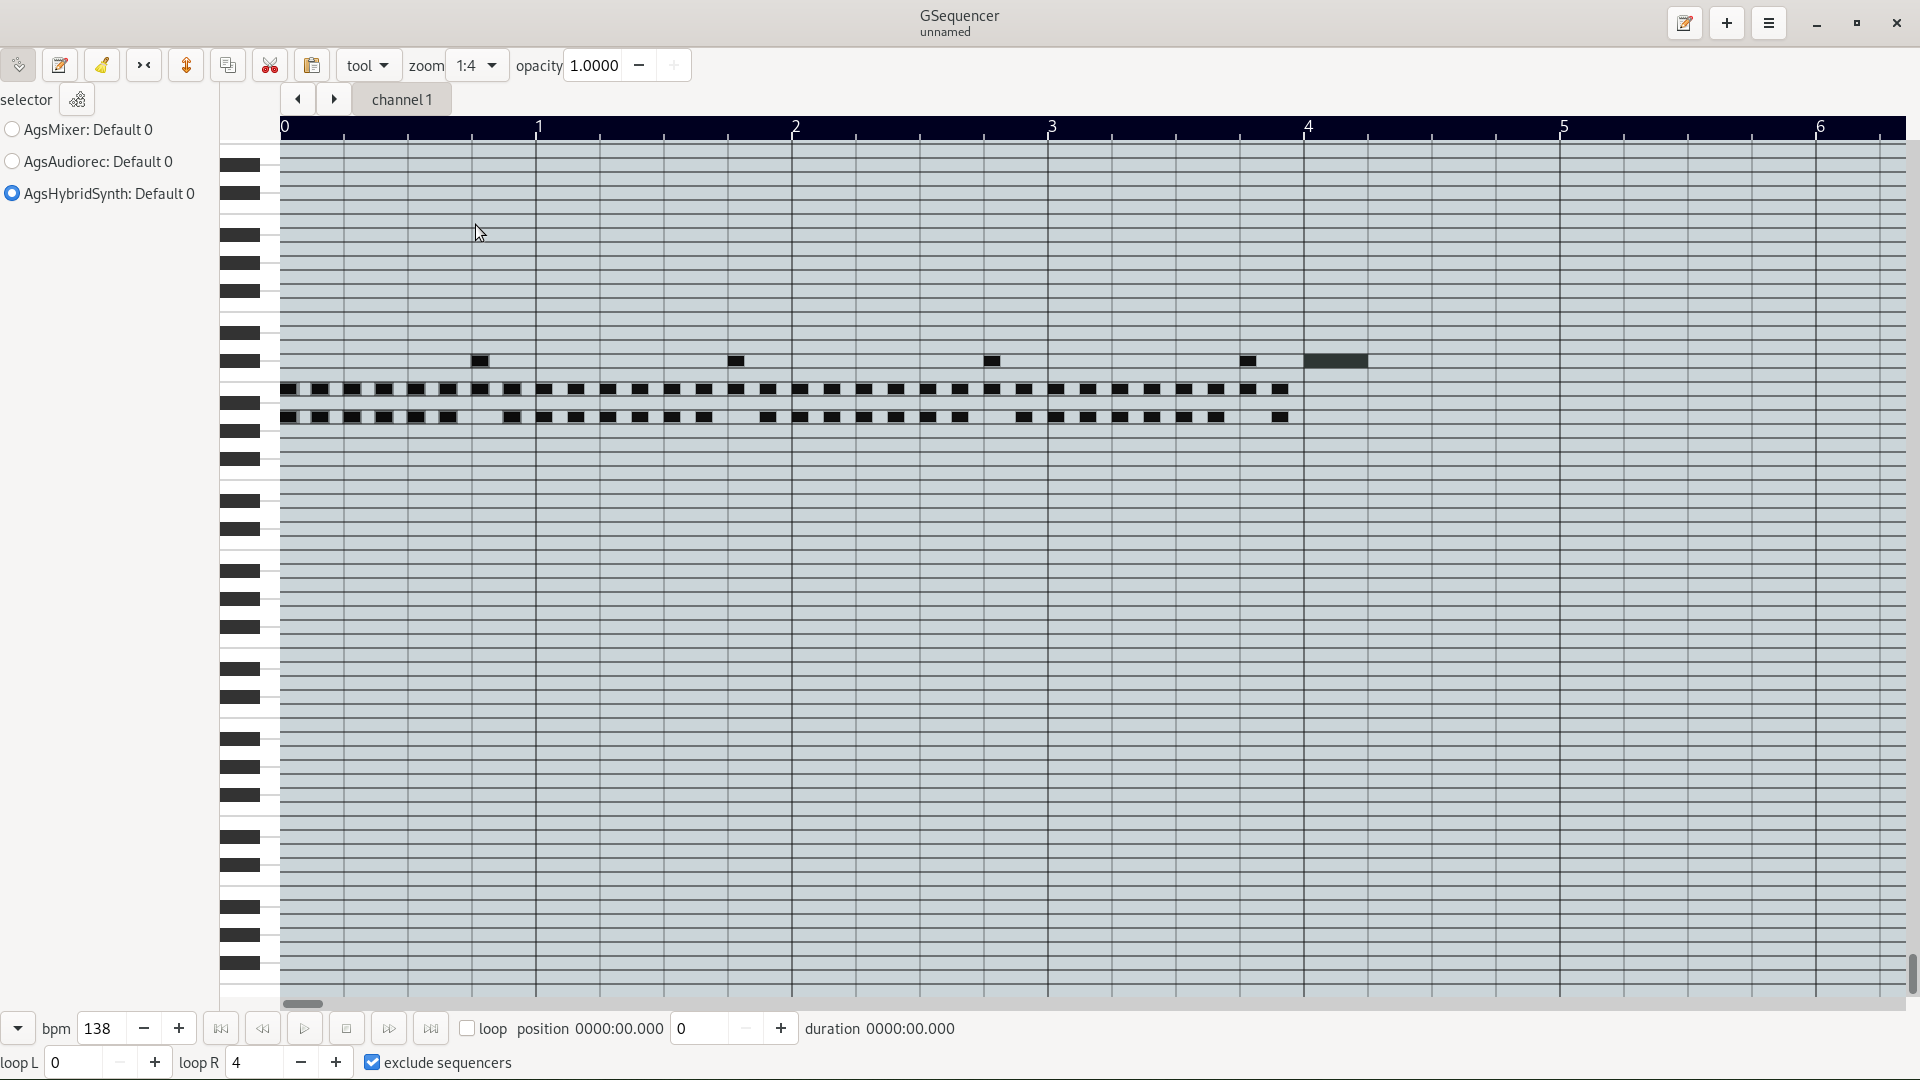 GSequencer
unnamed
tool zoom 1:4 opacity 1.0000
selector channel 1
AgsMixer: Default 0
AgsAudiorec: Default 0
AgsHybridSynth: Default 0
0 1 2 3 4 5 6
bpm 138 loop position 0000:00.000 0 duration 0000:00.000
loop L 0 loop R 4 exclude sequencers